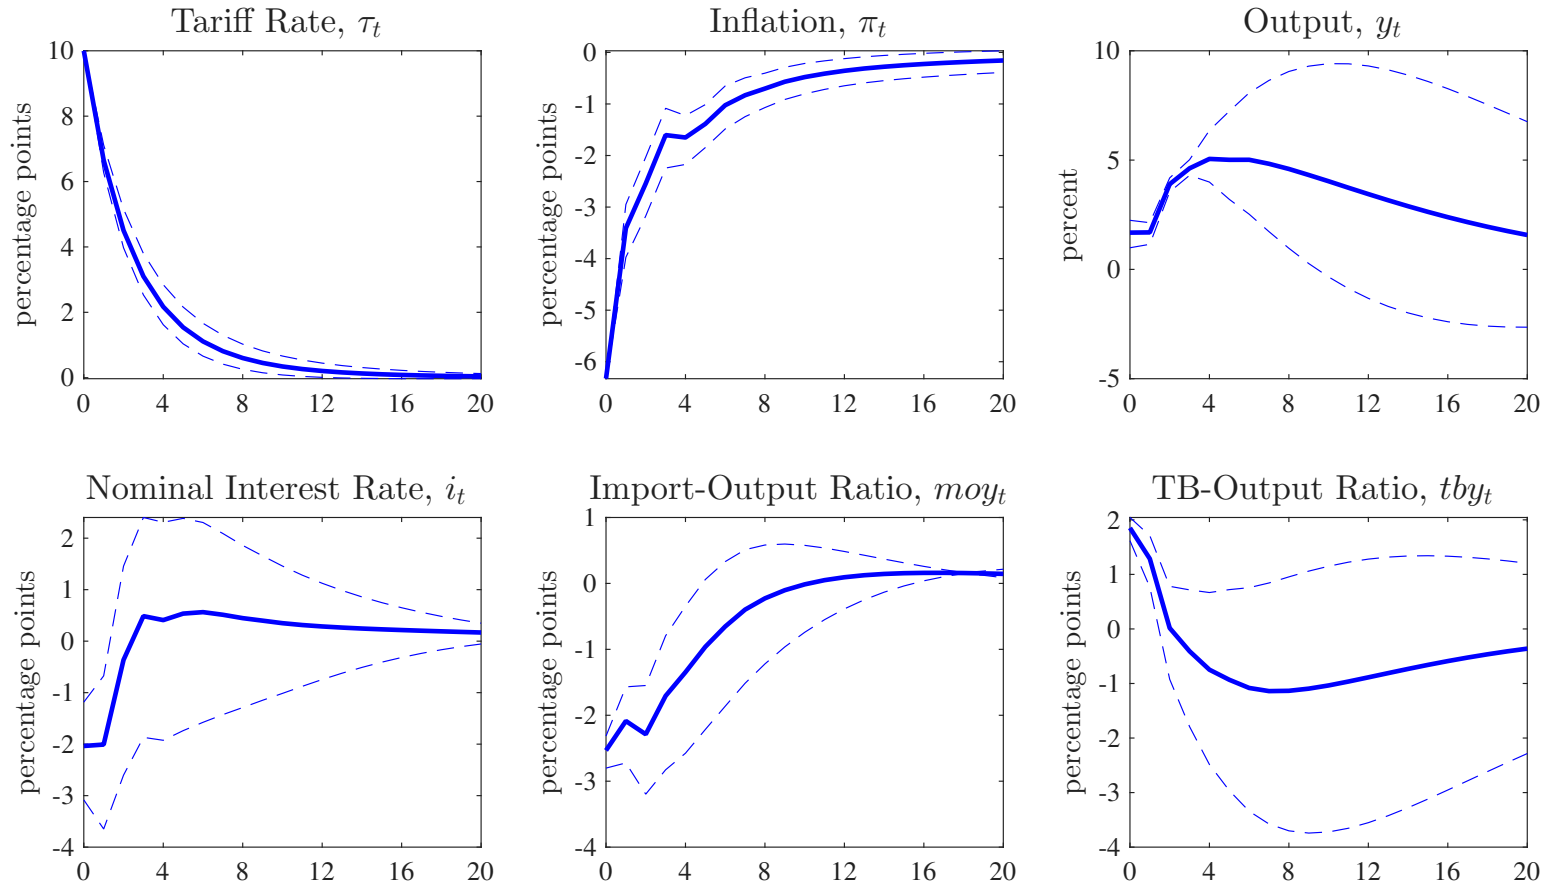 Tariff Rate, τt
percentage points
10
8
6
4
2
0
0 4 8 12 16 20
Inflation, πt
percentage points
0
-1
-2
-3
-4
-5
-6
0 4 8 12 16 20
Output, yt
percent
10
5
0
-5
0 4 8 12 16 20
Nominal Interest Rate, it
percentage points
2
1
0
-1
-2
-3
-4
0 4 8 12 16 20
Import-Output Ratio, moyt
percentage points
1
0
-1
-2
-3
-4
0 4 8 12 16 20
TB-Output Ratio, tbyt
percentage points
2
1
0
-1
-2
-3
-4
0 4 8 12 16 20